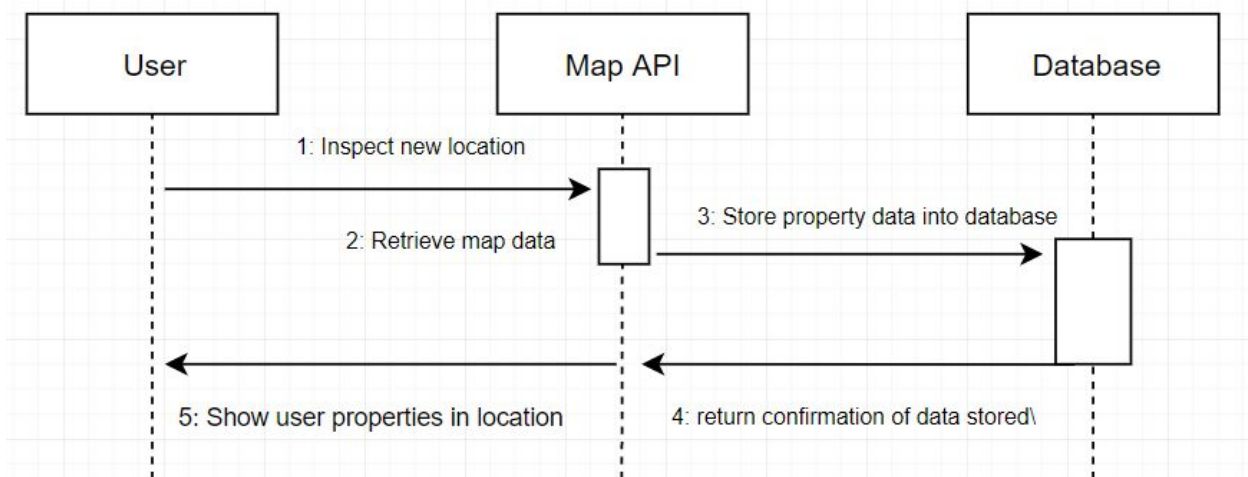 User
Map API
Database
1: Inspect new location
2: Retrieve map data
3: Store property data into database
5: Show user properties in location
4: return confirmation of data stored\